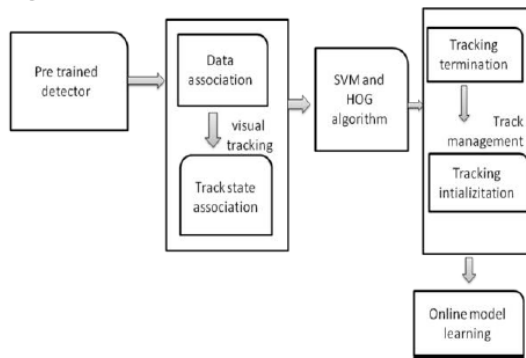 Pre trained
detector
Data
association
visual
tracking
Track state
association
SVM and
HOG
algorithm
Tracking
termination
Track
management
Tracking
intializitation
Online model
learning